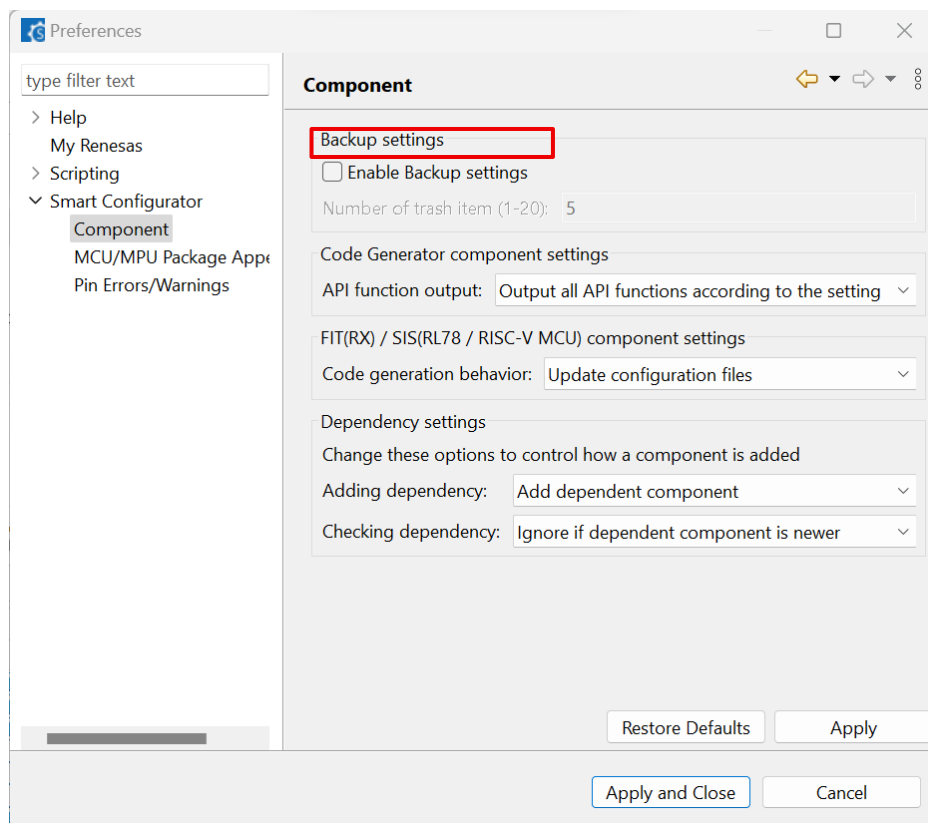 Preferences
type filter text
Help
My Renesas
Scripting
Smart Configurator
Component
MCU/MPU Package Appe
Pin Errors/Warnings
Component
Backup settings
Enable Backup settings
Number of trash item (1-20): 5
Code Generator component settings
API function output: Output all API functions according to the setting
FIT(RX) / SIS(RL78 / RISC-V MCU) component settings
Code generation behavior: Update configuration files
Dependency settings
Change these options to control how a component is added
Adding dependency: Add dependent component
Checking dependency: Ignore if dependent component is newer
Restore Defaults Apply
Apply and Close Cancel